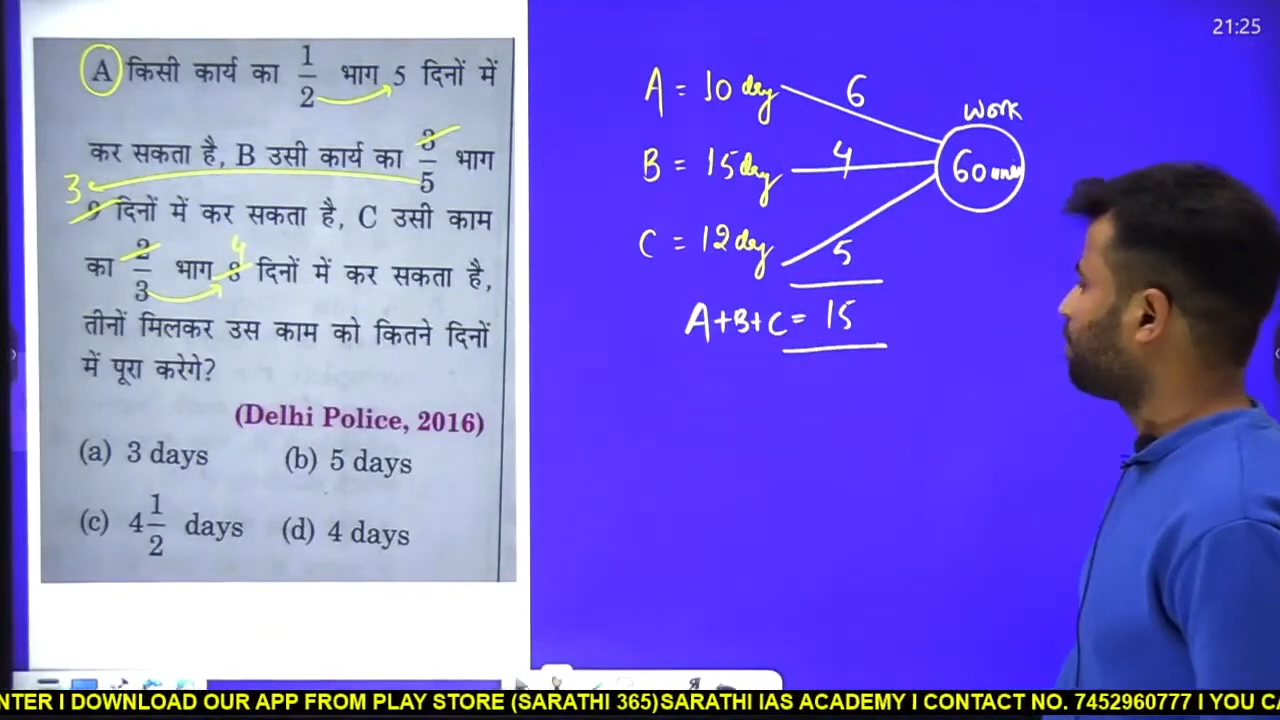 21:25
A किसी कार्य का 1/2 भाग 5 दिनों में
कर सकता है, B उसी कार्य का 3/5 भाग
3
9 दिनों में कर सकता है, C उसी काम
4
का 2/3 भाग 8 दिनों में कर सकता है,
तीनों मिलकर उस काम को कितने दिनों
में पूरा करेगे?
(Delhi Police, 2016)
(a) 3 days (b) 5 days
(c) 4 1/2 days (d) 4 days
A = 10 day 6
work
B = 15 day 4
60 unit
C = 12 day 5
A+B+C = 15
NTER I DOWNLOAD OUR APP FROM PLAY STORE (SARATHI 365)SARATHI IAS ACADEMY I CONTACT NO. 7452960777 I YOU CA